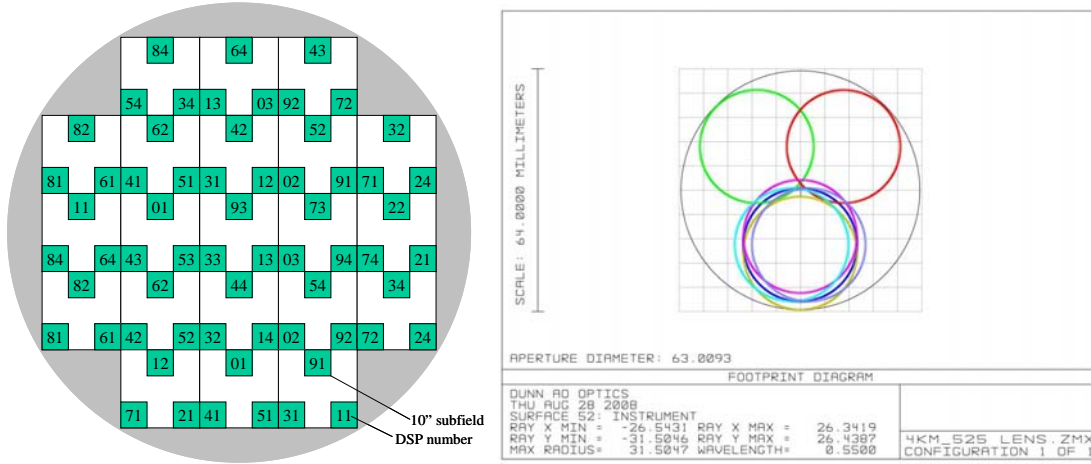 84 64 43
54 34 13 03 92 72
82 62 42 52 32
81 61 41 51 31 12 02 91 71 24
11 01 93 73 22
84 64 43 53 33 13 03 94 74 21
82 62 44 54 34
81 61 42 52 32 14 02 92 72 24
12 01 91
71 21 41 51 31 11
10” subfield
DSP number
SCALE: 64.0000 MILLIMETERS
APERTURE DIAMETER: 63.0093
FOOTPRINT DIAGRAM
DUNN AO OPTICS
THU AUG 28 2008
SURFACE 52: INSTRUMENT
RAY X MIN = -26.5431 RAY X MAX = 26.3419
RAY Y MIN = -31.5046 RAY Y MAX = 26.4387
MAX RADIUS= 31.5047 WAVELENGTH= 0.5500
4KM_525 LENS.ZMX
CONFIGURATION 1 OF